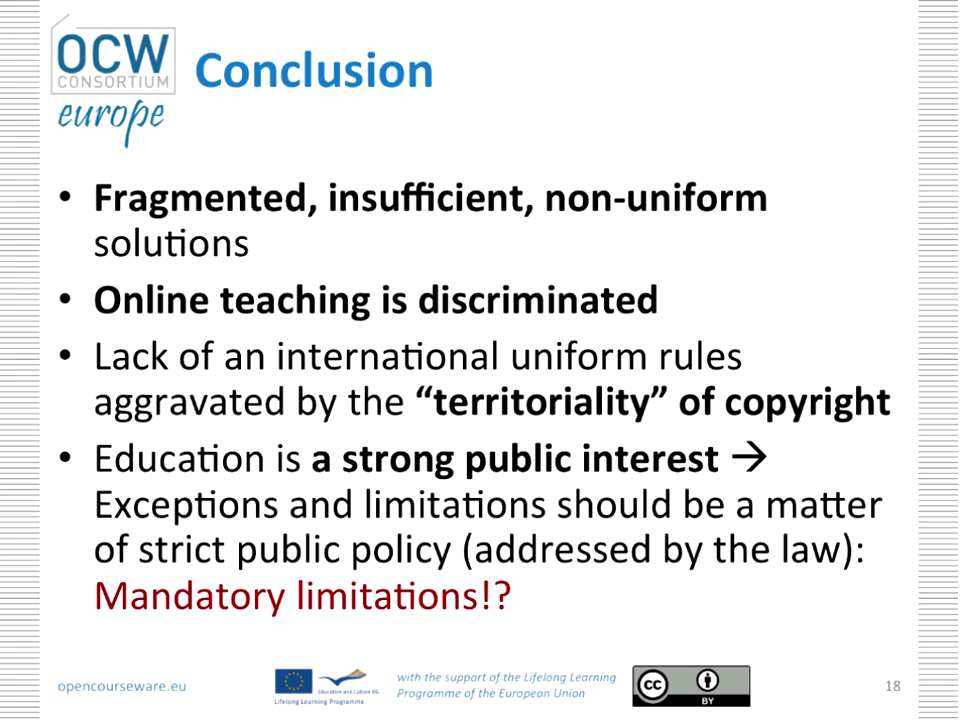 OCW
CONSORTIUM
europe
Conclusion
• Fragmented, insufficient, non-uniform
solutions
• Online teaching is discriminated
• Lack of an international uniform rules
aggravated by the “territoriality” of copyright
• Education is a strong public interest →
Exceptions and limitations should be a matter
of strict public policy (addressed by the law):
Mandatory limitations!?
opencourseware.eu
Education and Culture DG
Lifelong Learning Programme
with the support of the Lifelong Learning
Programme of the European Union
cc
BY
18